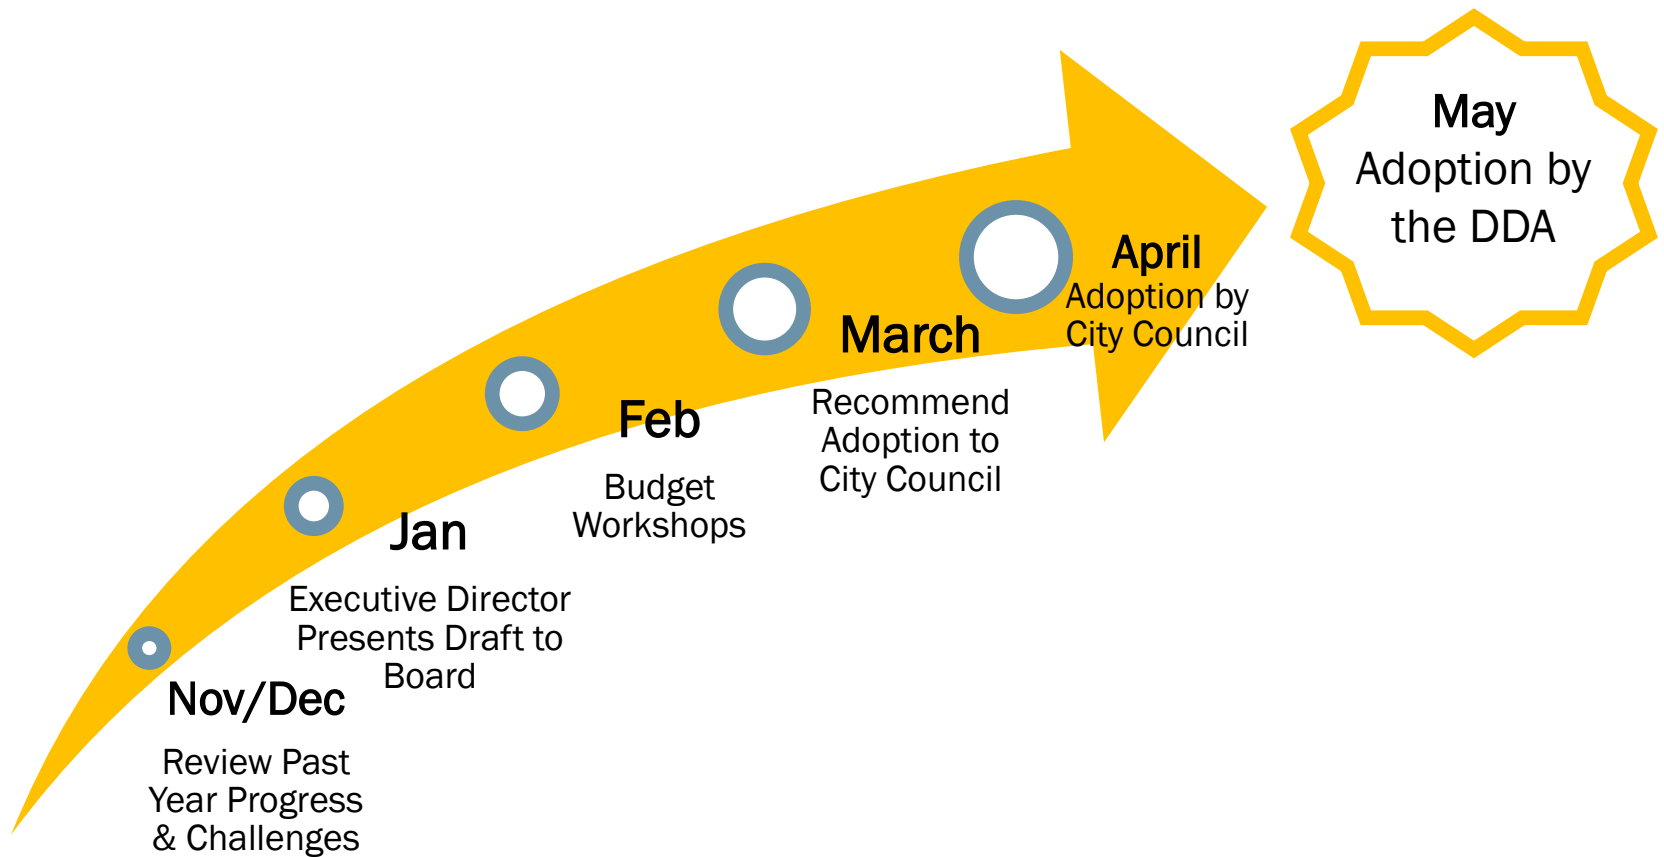 Nov/Dec
Review Past
Year Progress
& Challenges
Jan
Executive Director
Presents Draft to
Board
Feb
Budget
Workshops
March
Recommend
Adoption to
City Council
April
Adoption by
City Council
May
Adoption by
the DDA